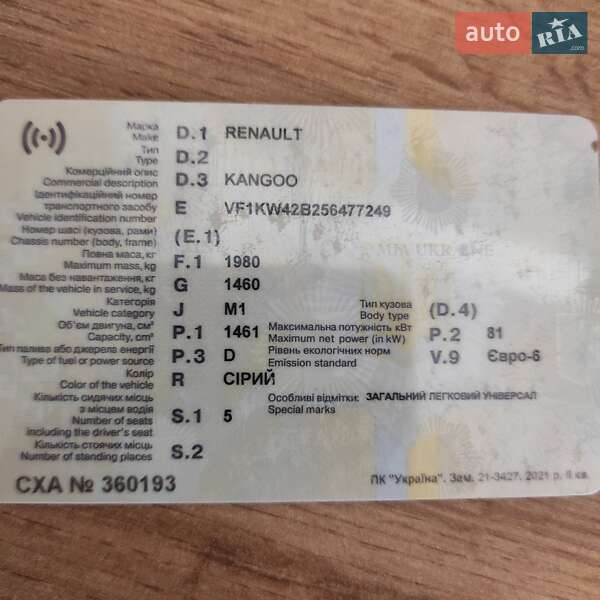 auto RIA.com
Марка
Make D.1 RENAULT
Тип
Type D.2
Комерційний опис
Commercial description D.3 KANGOO
Ідентифікаційний номер
транспортного засобу E VF1KW42B256477249
Vehicle identification number
Номер шасі (кузова, рами)
Chassis number (body, frame) (E.1)
Повна маса, кг
Maximum mass, kg F.1 1980
Маса без навантаження, кг
Mass of the vehicle in service, kg G 1460
Категорія
Vehicle category J M1 Тип кузова
Body type (D.4)
Об'єм двигуна, см³
Capacity, cm³ P.1 1461 Максимальна потужність кВт
Maximum net power (in kW) P.2 81
Тип палива або джерела енергії
Type of fuel or power source P.3 D Рівень екологічних норм
Emission standard V.9 Євро-6
Колір
Color of the vehicle R СІРИЙ
Кількість сидячих місць
з місцем водія
Number of seats S.1 5 Особливі відмітки: ЗАГАЛЬНИЙ ЛЕГКОВИЙ УНІВЕРСАЛ
Special marks
including the driver's seat
Кількість стоячих місць
Number of standing places S.2
СХА № 360193
ПК "Україна". Зам. 21-3427. 2021 р. II кв.